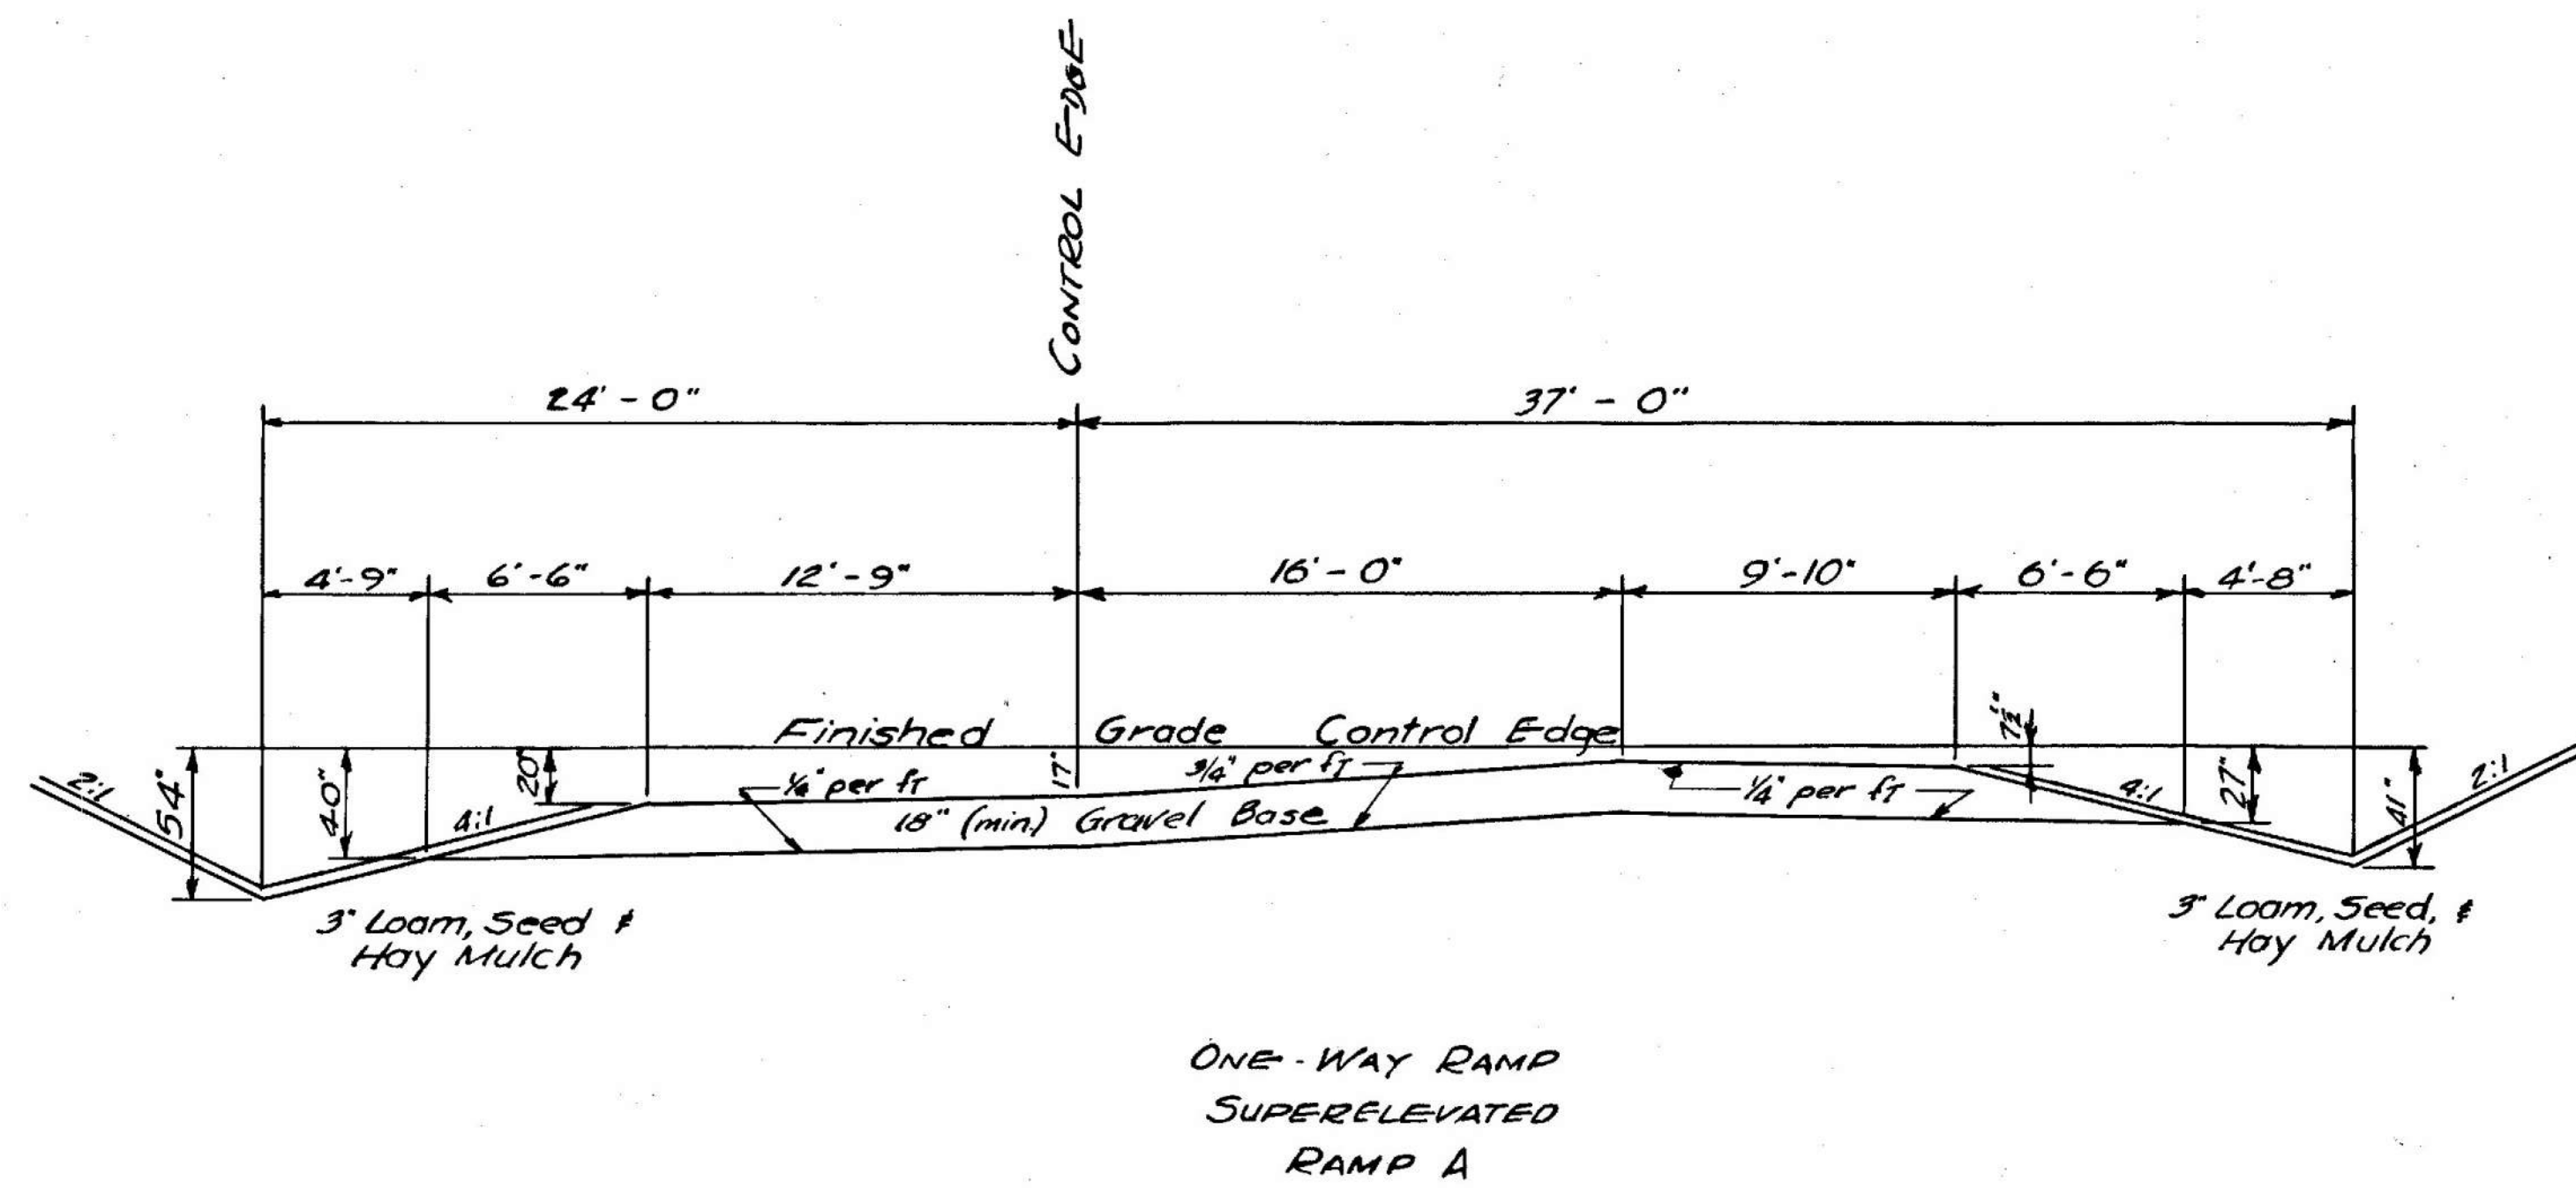 CONTROL EDGE
24' - 0"
37' - 0"
4'-9"
6'-6"
12'-9"
16'-0"
9'-10"
6'-6"
4'-8"
Finished Grade Control Edge
2:1
54"
40"
4:1
20"
1/4" per ft
17"
3/4" per ft
18" (min.) Gravel Base
1/4" per ft
7½"
4:1
27"
41"
2:1
3" Loam, Seed &
Hay Mulch
3" Loam, Seed, &
Hay Mulch
ONE-WAY RAMP
SUPERELEVATED
RAMP A